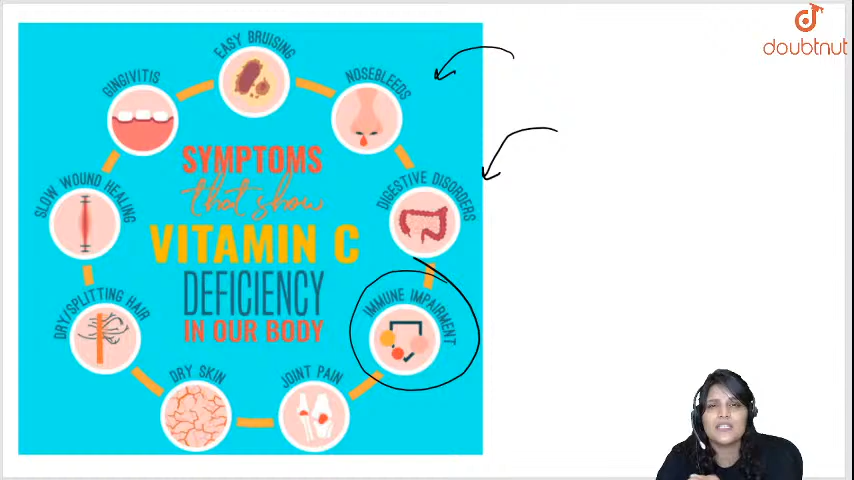 doubtnut
EASY BRUISING
NOSEBLEEDS
DIGESTIVE DISORDERS
IMMUNE IMPAIRMENT
JOINT PAIN
DRY SKIN
DRY/SPLITTING HAIR
SLOW WOUND HEALING
GINGIVITIS
SYMPTOMS
that show
VITAMIN C
DEFICIENCY
IN OUR BODY